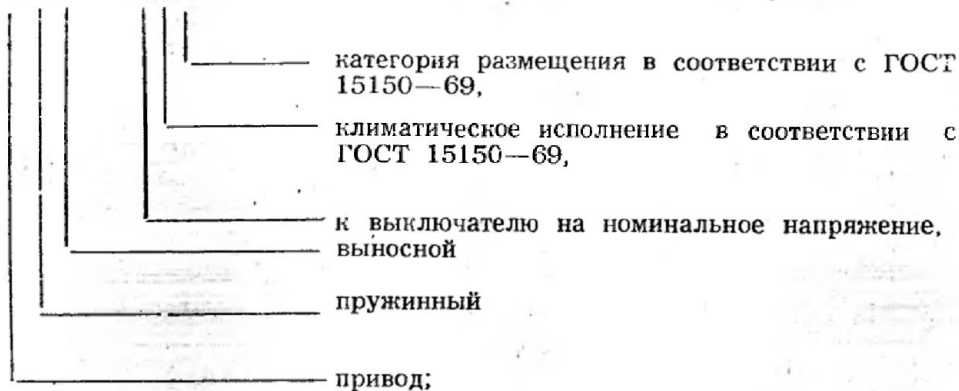 категория размещения в соответствии с ГОСТ
15150—69,
климатическое исполнение в соответствии с
ГОСТ 15150—69,
к выключателю на номинальное напряжение,
выносной
пружинный
привод;